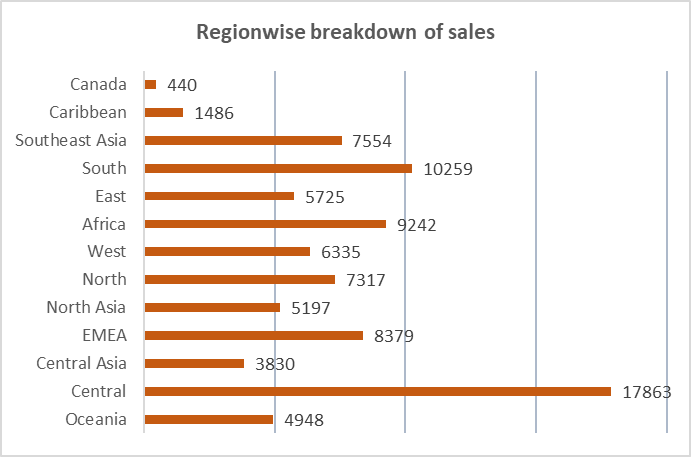 Regionwise breakdown of sales
Canada 440
Caribbean 1486
Southeast Asia 7554
South 10259
East 5725
Africa 9242
West 6335
North 7317
North Asia 5197
EMEA 8379
Central Asia 3830
Central 17863
Oceania 4948